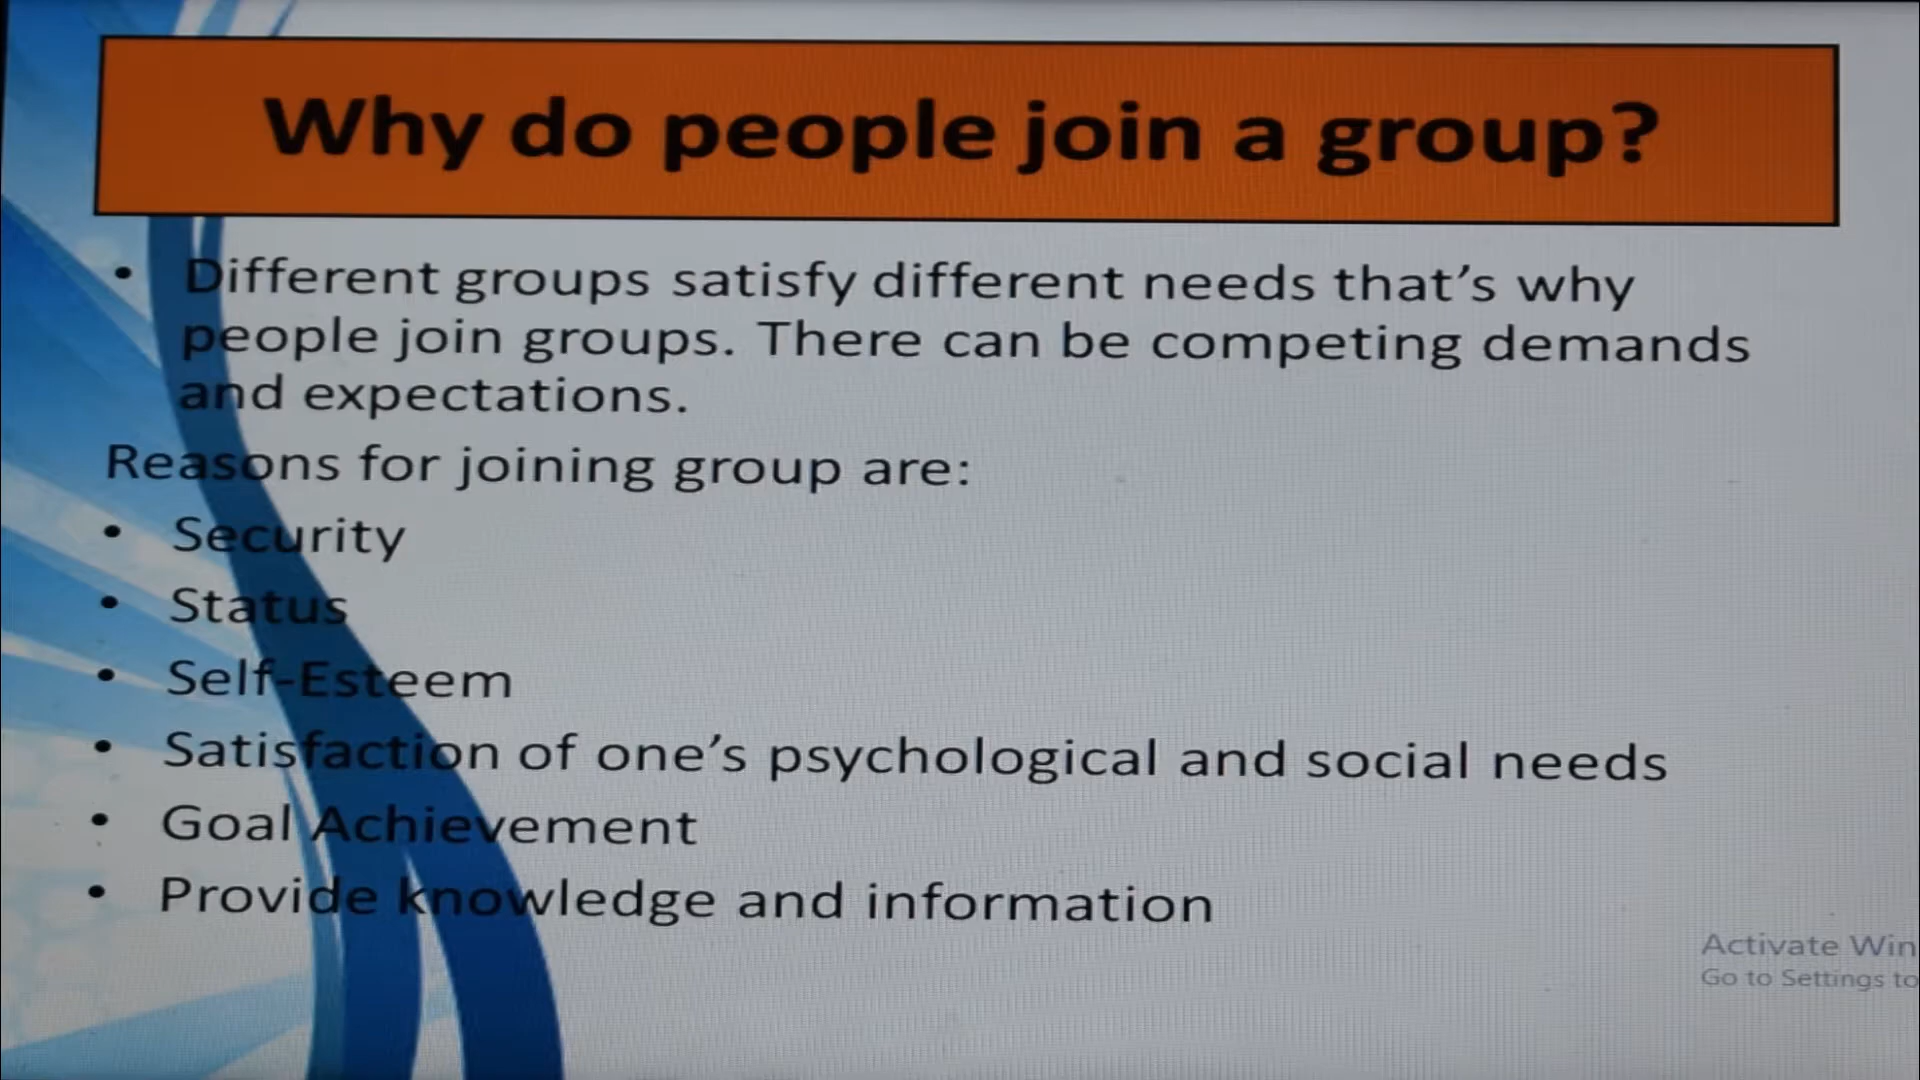 Why do people join a group?
• Different groups satisfy different needs that's why
people join groups. There can be competing demands
and expectations.
Reasons for joining group are:
• Security
• Status
• Self-Esteem
• Satisfaction of one's psychological and social needs
• Goal Achievement
• Provide knowledge and information
Activate Win
Go to Settings to